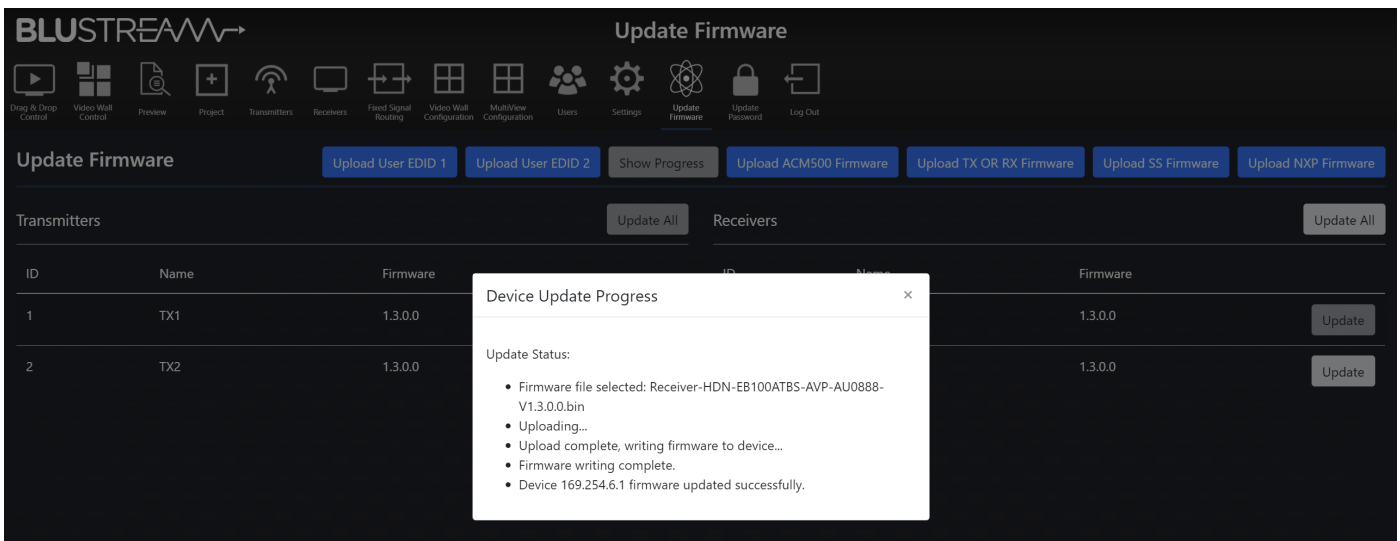 BLUSTREAM
Update Firmware
Drag & Drop Control
Video Wall Control
Preview
Project
Transmitters
Receivers
Fixed Signal Routing
Video Wall Configuration
MultiView Configuration
Users
Settings
Update Firmware
Update Password
Log Out
Update Firmware
Upload User EDID 1
Upload User EDID 2
Show Progress
Upload ACM500 Firmware
Upload TX OR RX Firmware
Upload SS Firmware
Upload NXP Firmware
Transmitters
Update All
Receivers
Update All
ID Name Firmware
ID Name Firmware
1 TX1 1.3.0.0
1.3.0.0 Update
2 TX2 1.3.0.0
1.3.0.0 Update
Device Update Progress ×
Update Status:
• Firmware file selected: Receiver-HDN-EB100ATBS-AVP-AU0888-
V1.3.0.0.bin
• Uploading...
• Upload complete, writing firmware to device...
• Firmware writing complete.
• Device 169.254.6.1 firmware updated successfully.